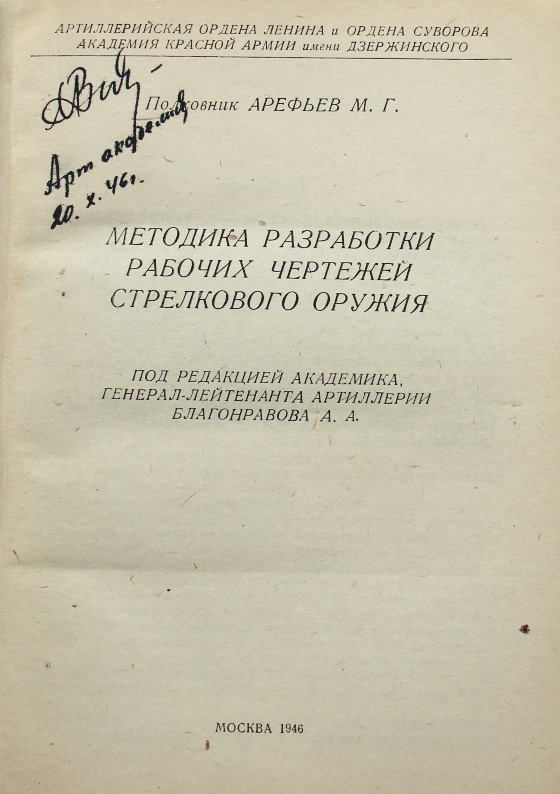 АРТИЛЛЕРИЙСКАЯ ОРДЕНА ЛЕНИНА и ОРДЕНА СУВОРОВА
АКАДЕМИЯ КРАСНОЙ АРМИИ имени ДЗЕРЖИНСКОГО
Полковник АРЕФЬЕВ М. Г.
Арт академия
20. X. 46г.
МЕТОДИКА РАЗРАБОТКИ
РАБОЧИХ ЧЕРТЕЖЕЙ
СТРЕЛКОВОГО ОРУЖИЯ
ПОД РЕДАКЦИЕЙ АКАДЕМИКА,
ГЕНЕРАЛ-ЛЕЙТЕНАНТА АРТИЛЛЕРИИ
БЛАГОНРАВОВА А. А.
МОСКВА 1946